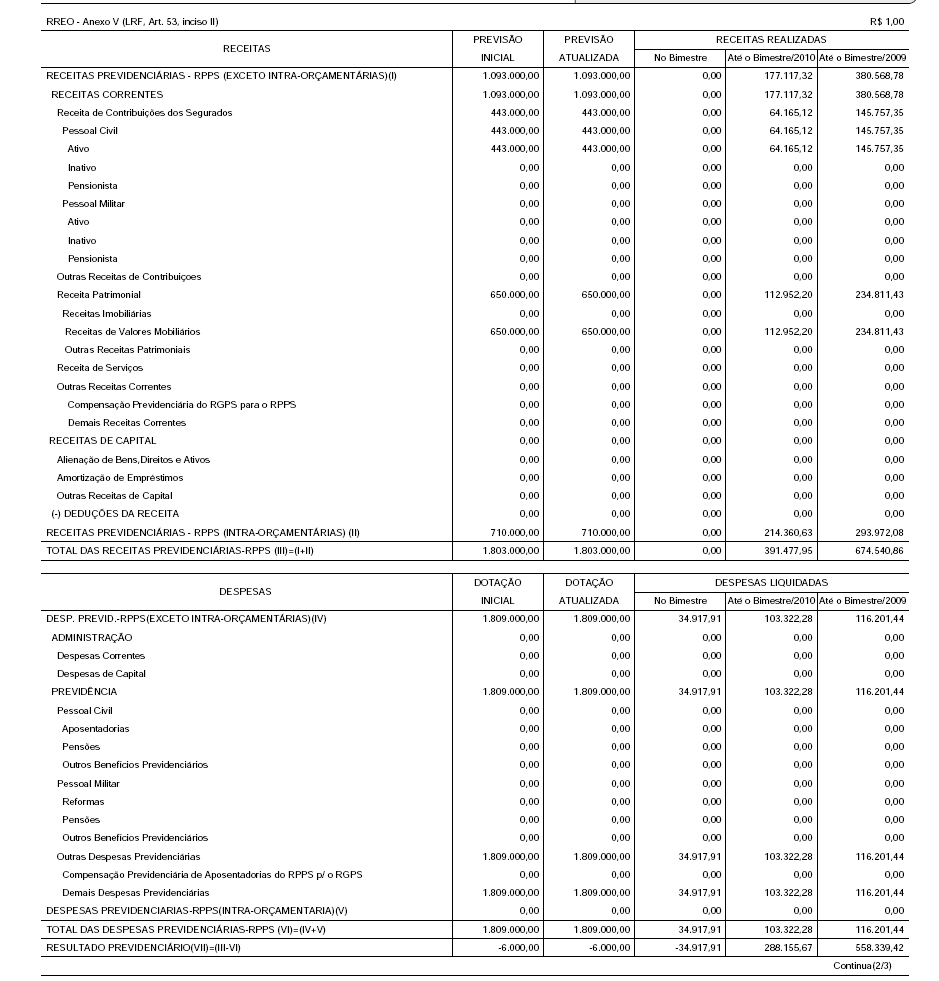 RREO - Anexo V (LRF, Art. 53, inciso II) R$ 1,00
RECEITAS PREVISÃO INICIAL PREVISÃO ATUALIZADA RECEITAS REALIZADAS
No Bimestre Até o Bimestre/2010 Até o Bimestre/2009
RECEITAS PREVIDENCIÁRIAS - RPPS (EXCETO INTRA-ORÇAMENTÁRIAS)(I) 1.093.000,00 1.093.000,00 0,00 177.117,32 380.568,78
RECEITAS CORRENTES 1.093.000,00 1.093.000,00 0,00 177.117,32 380.568,78
Receita de Contribuições dos Segurados 443.000,00 443.000,00 0,00 64.165,12 145.757,35
Pessoal Civil 443.000,00 443.000,00 0,00 64.165,12 145.757,35
Ativo 443.000,00 443.000,00 0,00 64.165,12 145.757,35
Inativo 0,00 0,00 0,00 0,00 0,00
Pensionista 0,00 0,00 0,00 0,00 0,00
Pessoal Militar 0,00 0,00 0,00 0,00 0,00
Ativo 0,00 0,00 0,00 0,00 0,00
Inativo 0,00 0,00 0,00 0,00 0,00
Pensionista 0,00 0,00 0,00 0,00 0,00
Outras Receitas de Contribuiçoes 0,00 0,00 0,00 0,00 0,00
Receita Patrimonial 650.000,00 650.000,00 0,00 112.952,20 234.811,43
Receitas Imobiliárias 0,00 0,00 0,00 0,00 0,00
Receitas de Valores Mobiliários 650.000,00 650.000,00 0,00 112.952,20 234.811,43
Outras Receitas Patrimoniais 0,00 0,00 0,00 0,00 0,00
Receita de Serviços 0,00 0,00 0,00 0,00 0,00
Outras Receitas Correntes 0,00 0,00 0,00 0,00 0,00
Compensação Previdenciária do RGPS para o RPPS 0,00 0,00 0,00 0,00 0,00
Demais Receitas Correntes 0,00 0,00 0,00 0,00 0,00
RECEITAS DE CAPITAL 0,00 0,00 0,00 0,00 0,00
Alienação de Bens,Direitos e Ativos 0,00 0,00 0,00 0,00 0,00
Amortização de Empréstimos 0,00 0,00 0,00 0,00 0,00
Outras Receitas de Capital 0,00 0,00 0,00 0,00 0,00
(-) DEDUÇÕES DA RECEITA 0,00 0,00 0,00 0,00 0,00
RECEITAS PREVIDENCIÁRIAS - RPPS (INTRA-ORÇAMENTÁRIAS) (II) 710.000,00 710.000,00 0,00 214.360,63 293.972,08
TOTAL DAS RECEITAS PREVIDENCIÁRIAS-RPPS (III)=(I+II) 1.803.000,00 1.803.000,00 0,00 391.477,95 674.540,86
DESPESAS DOTAÇÃO INICIAL DOTAÇÃO ATUALIZADA DESPESAS LIQUIDADAS
No Bimestre Até o Bimestre/2010 Até o Bimestre/2009
DESP. PREVID.-RPPS(EXCETO INTRA-ORÇAMENTÁRIAS)(IV) 1.809.000,00 1.809.000,00 34.917,91 103.322,28 116.201,44
ADMINISTRAÇÃO 0,00 0,00 0,00 0,00 0,00
Despesas Correntes 0,00 0,00 0,00 0,00 0,00
Despesas de Capital 0,00 0,00 0,00 0,00 0,00
PREVIDÊNCIA 1.809.000,00 1.809.000,00 34.917,91 103.322,28 116.201,44
Pessoal Civil 0,00 0,00 0,00 0,00 0,00
Aposentadorias 0,00 0,00 0,00 0,00 0,00
Pensões 0,00 0,00 0,00 0,00 0,00
Outros Benefícios Previdenciários 0,00 0,00 0,00 0,00 0,00
Pessoal Militar 0,00 0,00 0,00 0,00 0,00
Reformas 0,00 0,00 0,00 0,00 0,00
Pensões 0,00 0,00 0,00 0,00 0,00
Outros Benefícios Previdenciários 0,00 0,00 0,00 0,00 0,00
Outras Despesas Previdenciárias 1.809.000,00 1.809.000,00 34.917,91 103.322,28 116.201,44
Compensação Previdenciária de Aposentadorias do RPPS p/ o RGPS 0,00 0,00 0,00 0,00 0,00
Demais Despesas Previdenciárias 1.809.000,00 1.809.000,00 34.917,91 103.322,28 116.201,44
DESPESAS PREVIDENCIARIAS-RPPS(INTRA-ORÇAMENTARIA)(V) 0,00 0,00 0,00 0,00 0,00
TOTAL DAS DESPESAS PREVIDENCIÁRIAS-RPPS (VI)=(IV+V) 1.809.000,00 1.809.000,00 34.917,91 103.322,28 116.201,44
RESULTADO PREVIDENCIÁRIO(VII)=(III-VI) -6.000,00 -6.000,00 -34.917,91 288.155,67 558.339,42
Continua(2/3)